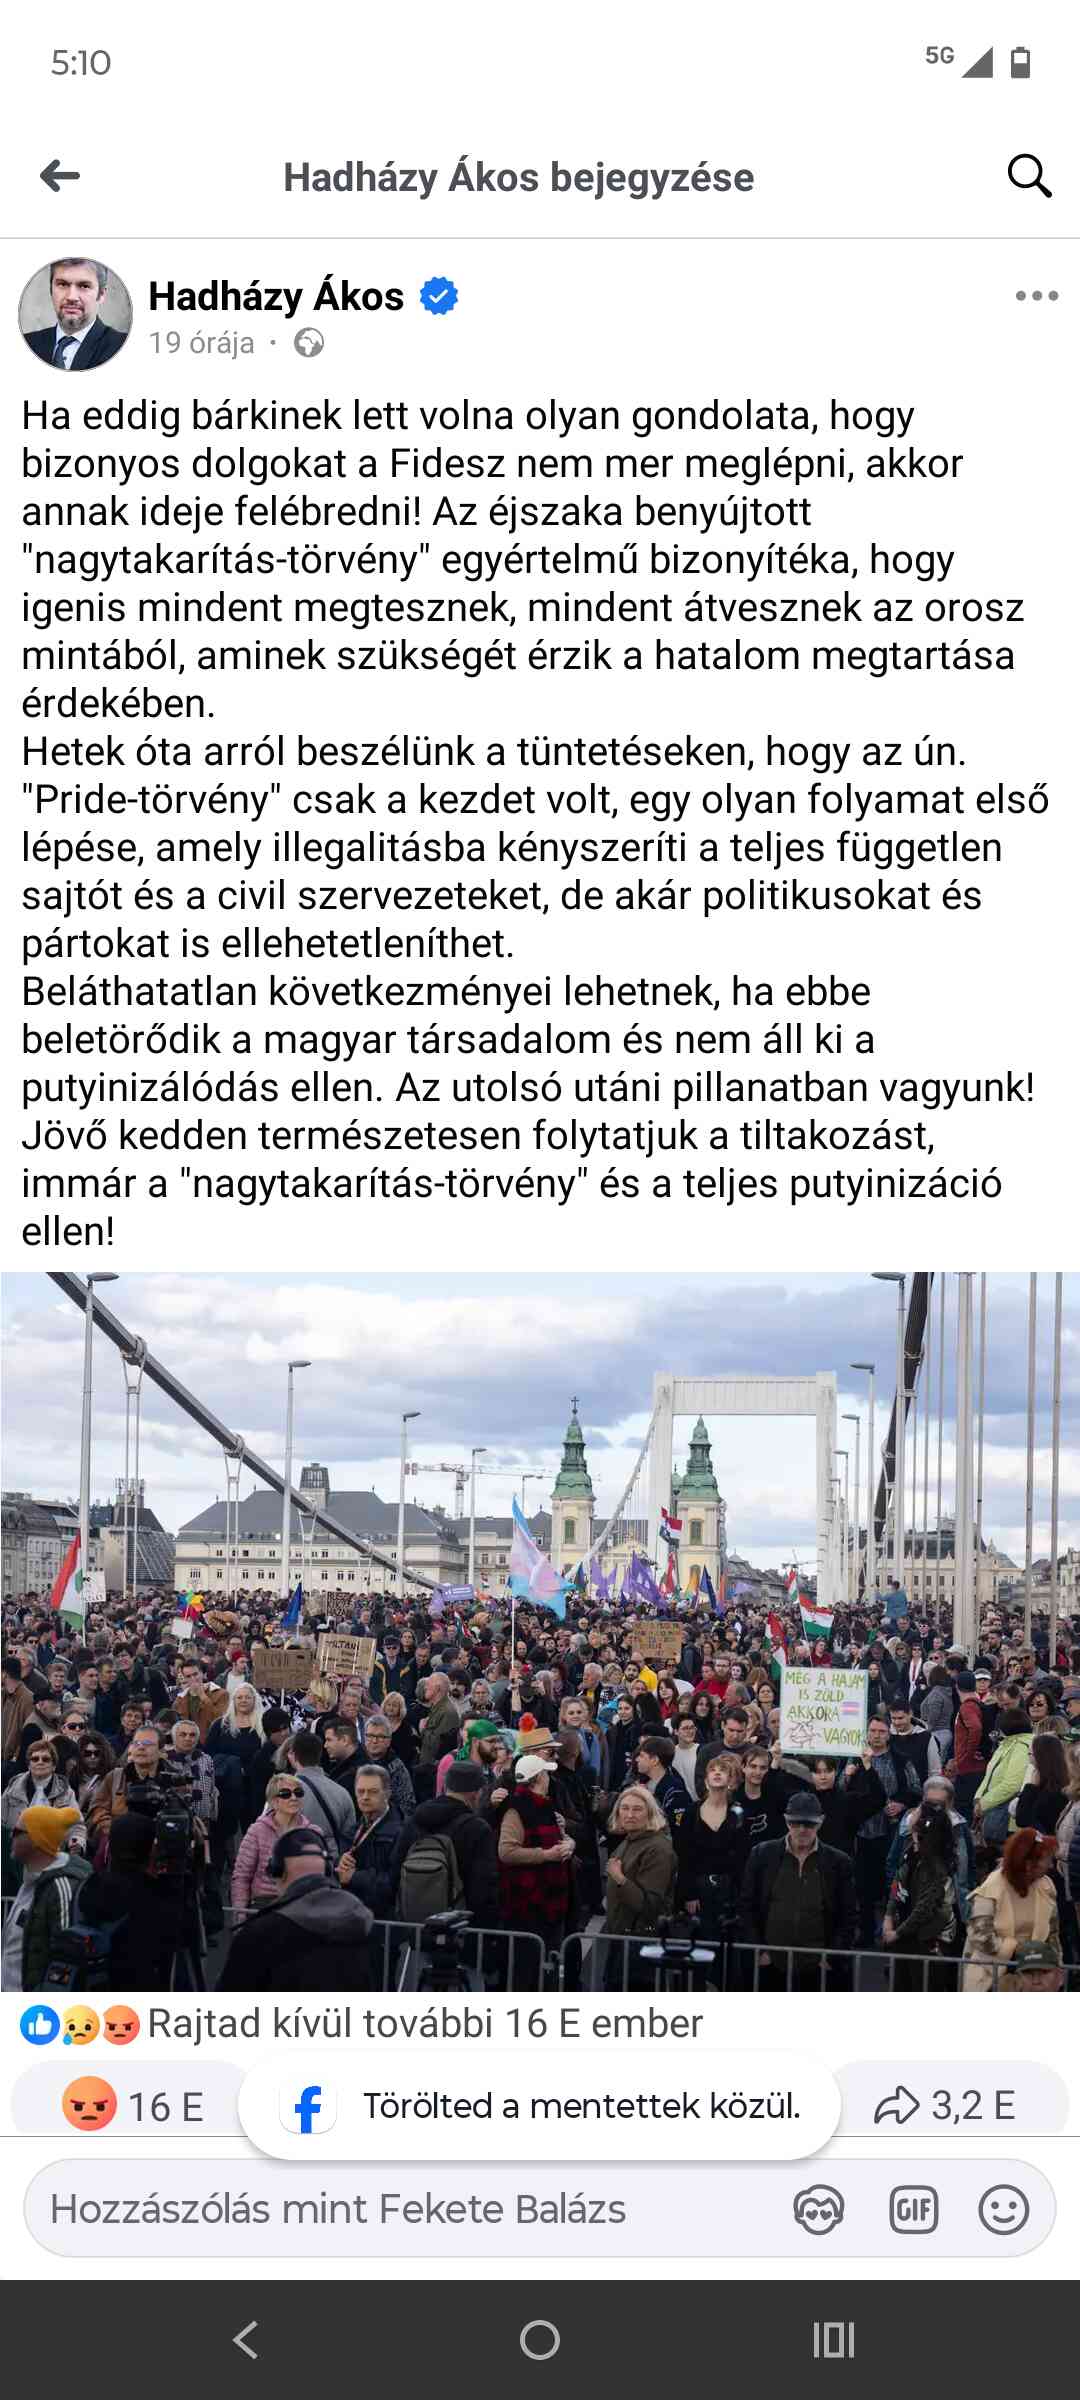 5:10
5G
Hadházy Ákos bejegyzése
Hadházy Ákos
19 órája ·
Ha eddig bárkinek lett volna olyan gondolata, hogy
bizonyos dolgokat a Fidesz nem mer meglépni, akkor
annak ideje felébredni! Az éjszaka benyújtott
"nagytakarítás-törvény" egyértelmű bizonyítéka, hogy
igenis mindent megtesznek, mindent átvesznek az orosz
mintából, aminek szükségét érzik a hatalom megtartása
érdekében.
Hetek óta arról beszélünk a tüntetéseken, hogy az ún.
"Pride-törvény" csak a kezdet volt, egy olyan folyamat első
lépése, amely illegalitásba kényszeríti a teljes független
sajtót és a civil szervezeteket, de akár politikusokat és
pártokat is ellehetetleníthet.
Beláthatatlan következményei lehetnek, ha ebbe
beletörődik a magyar társadalom és nem áll ki a
putyinizálódás ellen. Az utolsó utáni pillanatban vagyunk!
Jövő kedden természetesen folytatjuk a tiltakozást,
immár a "nagytakarítás-törvény" és a teljes putyinizáció
ellen!
MÉG A HAJAM
IS ZÖLD
AKKORA
VAGYOK
Rajtad kívül további 16 E ember
16 E
Törölted a mentettek közül.
3,2 E
Hozzászólás mint Fekete Balázs
GIF